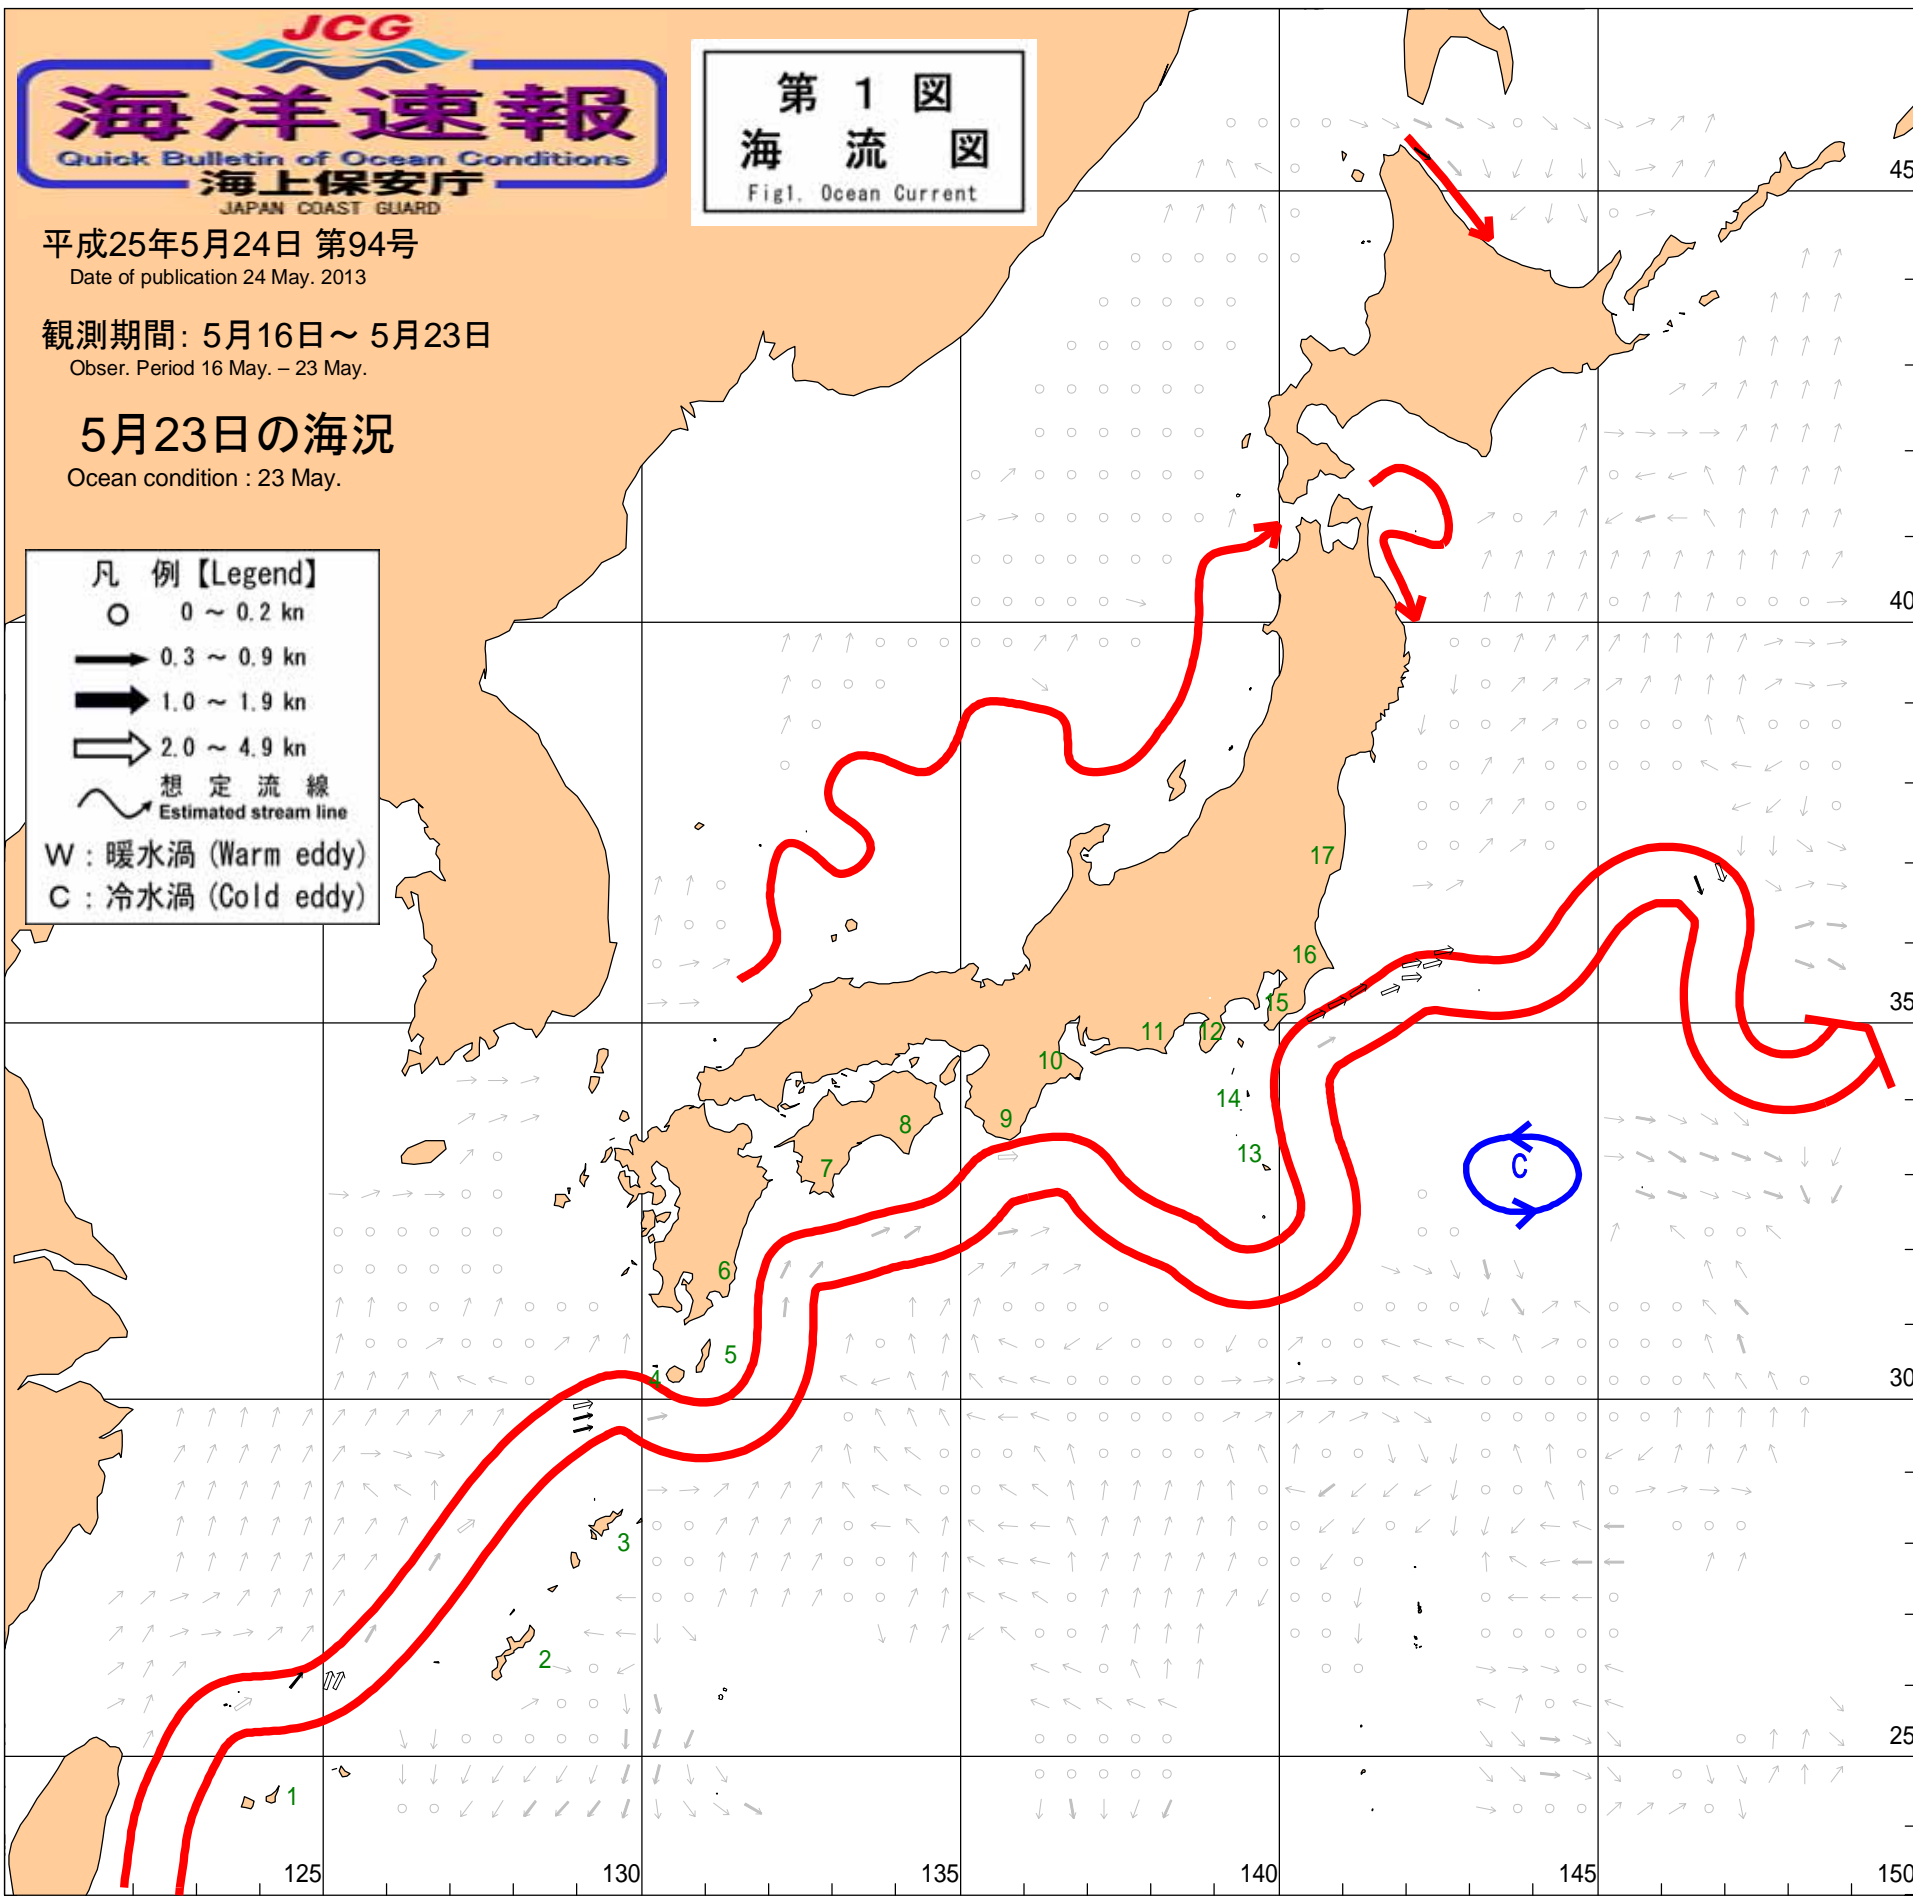 JCG
海洋速報
Quick Bulletin of Ocean Conditions
海上保安庁
JAPAN COAST GUARD
第 1 図
海 流 図
Fig1. Ocean Current
平成25年5月24日 第94号
Date of publication 24 May. 2013
観測期間: 5月16日～ 5月23日
Obser. Period 16 May. – 23 May.
5月23日の海況
Ocean condition : 23 May.
凡 例【Legend】
0 ～ 0.2 kn
0.3 ～ 0.9 kn
1.0 ～ 1.9 kn
2.0 ～ 4.9 kn
想 定 流 線
Estimated stream line
W : 暖水渦 (Warm eddy)
C : 冷水渦 (Cold eddy)
45
40
17
16
35
15
11
12
10
14
9
8
13
7
C
6
5
4
30
3
2
25
1
125
130
135
140
145
150